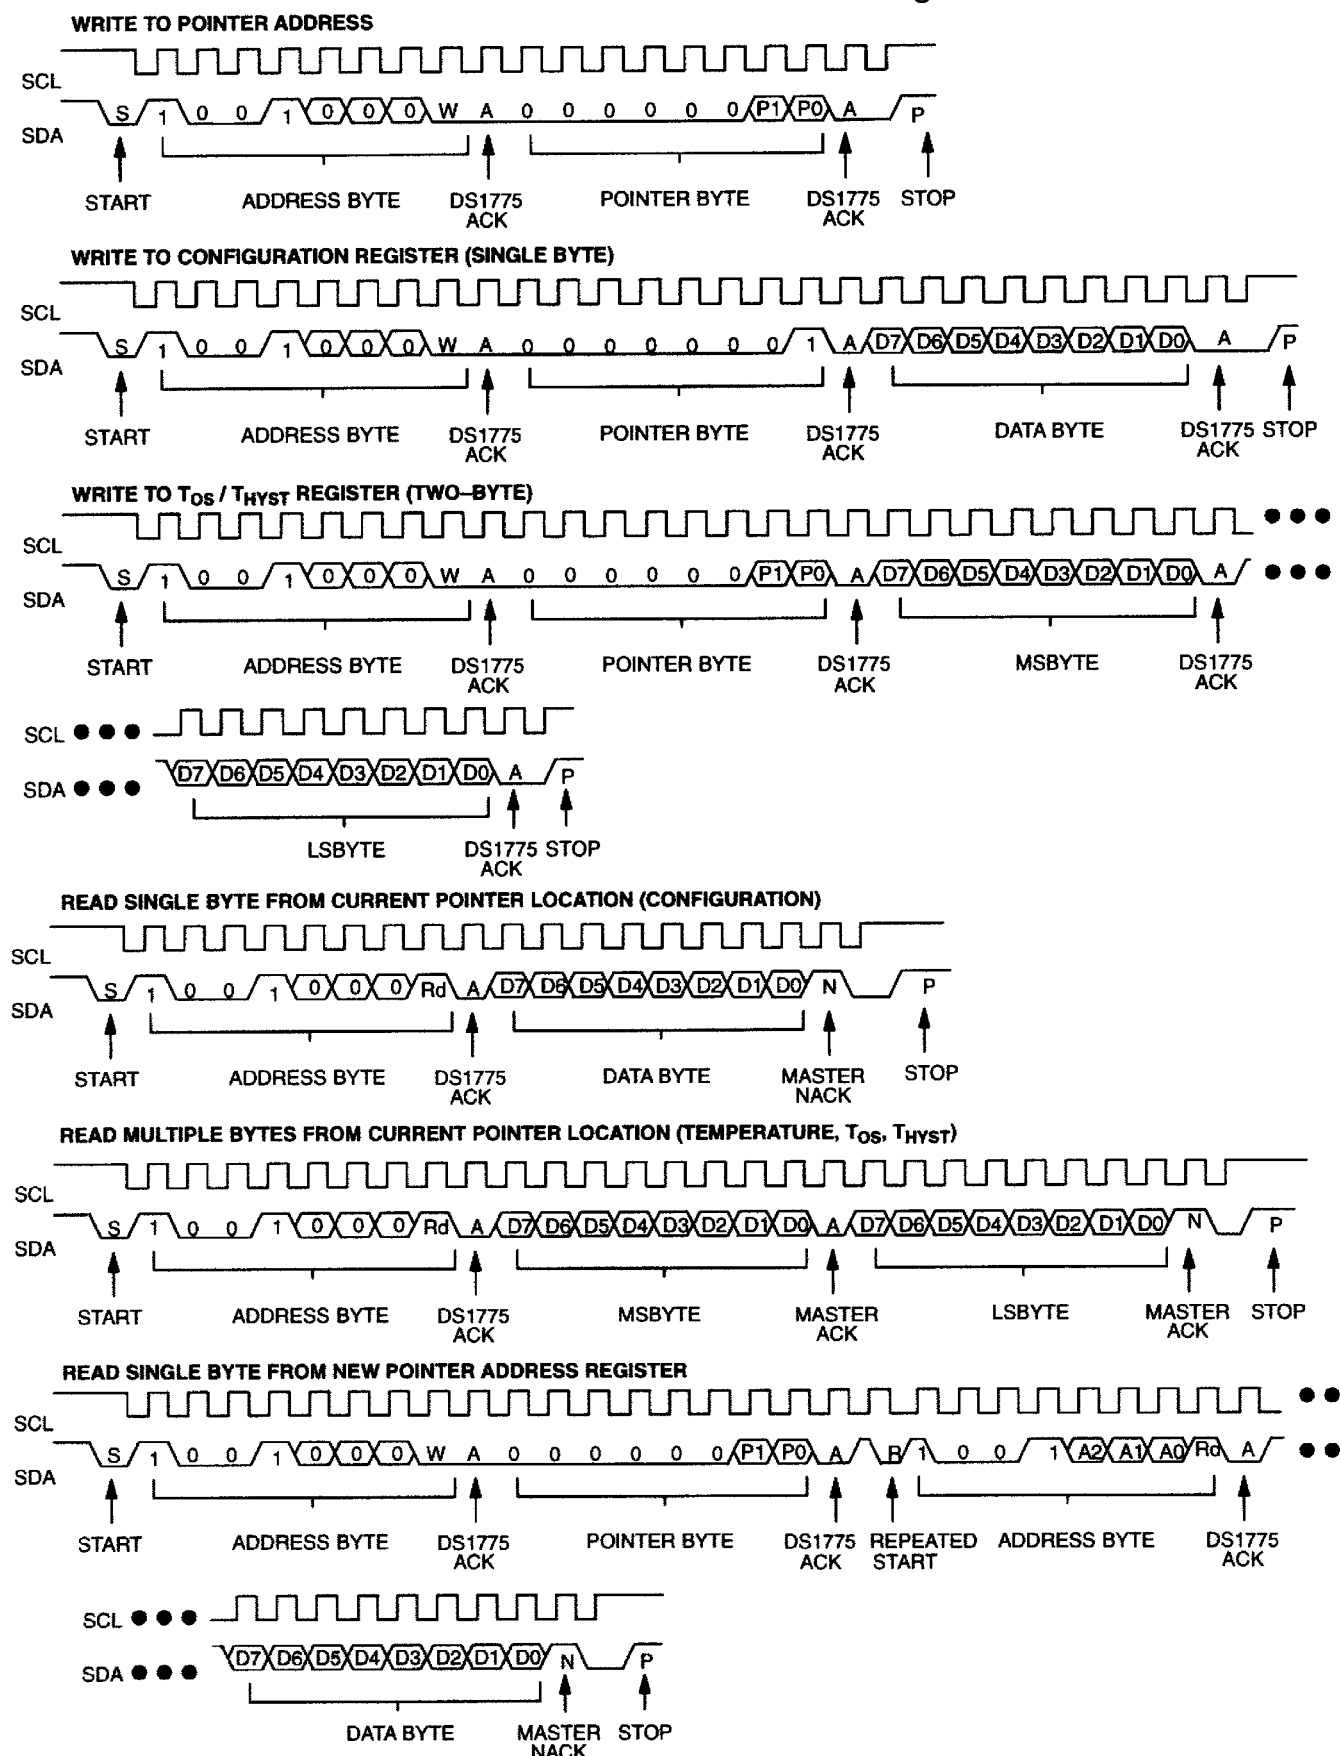 WRITE TO POINTER ADDRESS
SCL
SDA S 1 0 0 1 0 0 0 W A 0 0 0 0 0 0 P1 P0 A P
START ADDRESS BYTE DS1775 ACK POINTER BYTE DS1775 ACK STOP
WRITE TO CONFIGURATION REGISTER (SINGLE BYTE)
SCL
SDA S 1 0 0 1 0 0 0 W A 0 0 0 0 0 0 0 1 A D7 D6 D5 D4 D3 D2 D1 D0 A P
START ADDRESS BYTE DS1775 ACK POINTER BYTE DS1775 ACK DATA BYTE DS1775 ACK STOP
WRITE TO TOS / THYST REGISTER (TWO–BYTE)
SCL
SDA S 1 0 0 1 0 0 0 W A 0 0 0 0 0 0 P1 P0 A D7 D6 D5 D4 D3 D2 D1 D0 A
START ADDRESS BYTE DS1775 ACK POINTER BYTE DS1775 ACK MSBYTE DS1775 ACK
SCL
SDA D7 D6 D5 D4 D3 D2 D1 D0 A P
LSBYTE DS1775 ACK STOP
READ SINGLE BYTE FROM CURRENT POINTER LOCATION (CONFIGURATION)
SCL
SDA S 1 0 0 1 0 0 0 Rd A D7 D6 D5 D4 D3 D2 D1 D0 N P
START ADDRESS BYTE DS1775 ACK DATA BYTE MASTER NACK STOP
READ MULTIPLE BYTES FROM CURRENT POINTER LOCATION (TEMPERATURE, TOS, THYST)
SCL
SDA S 1 0 0 1 0 0 0 Rd A D7 D6 D5 D4 D3 D2 D1 D0 A D7 D6 D5 D4 D3 D2 D1 D0 N P
START ADDRESS BYTE DS1775 ACK MSBYTE MASTER ACK LSBYTE MASTER ACK STOP
READ SINGLE BYTE FROM NEW POINTER ADDRESS REGISTER
SCL
SDA S 1 0 0 1 0 0 0 W A 0 0 0 0 0 0 P1 P0 A R 1 0 0 1 A2 A1 A0 Rd A
START ADDRESS BYTE DS1775 ACK POINTER BYTE DS1775 ACK REPEATED START ADDRESS BYTE DS1775 ACK
SCL
SDA D7 D6 D5 D4 D3 D2 D1 D0 N P
DATA BYTE MASTER NACK STOP